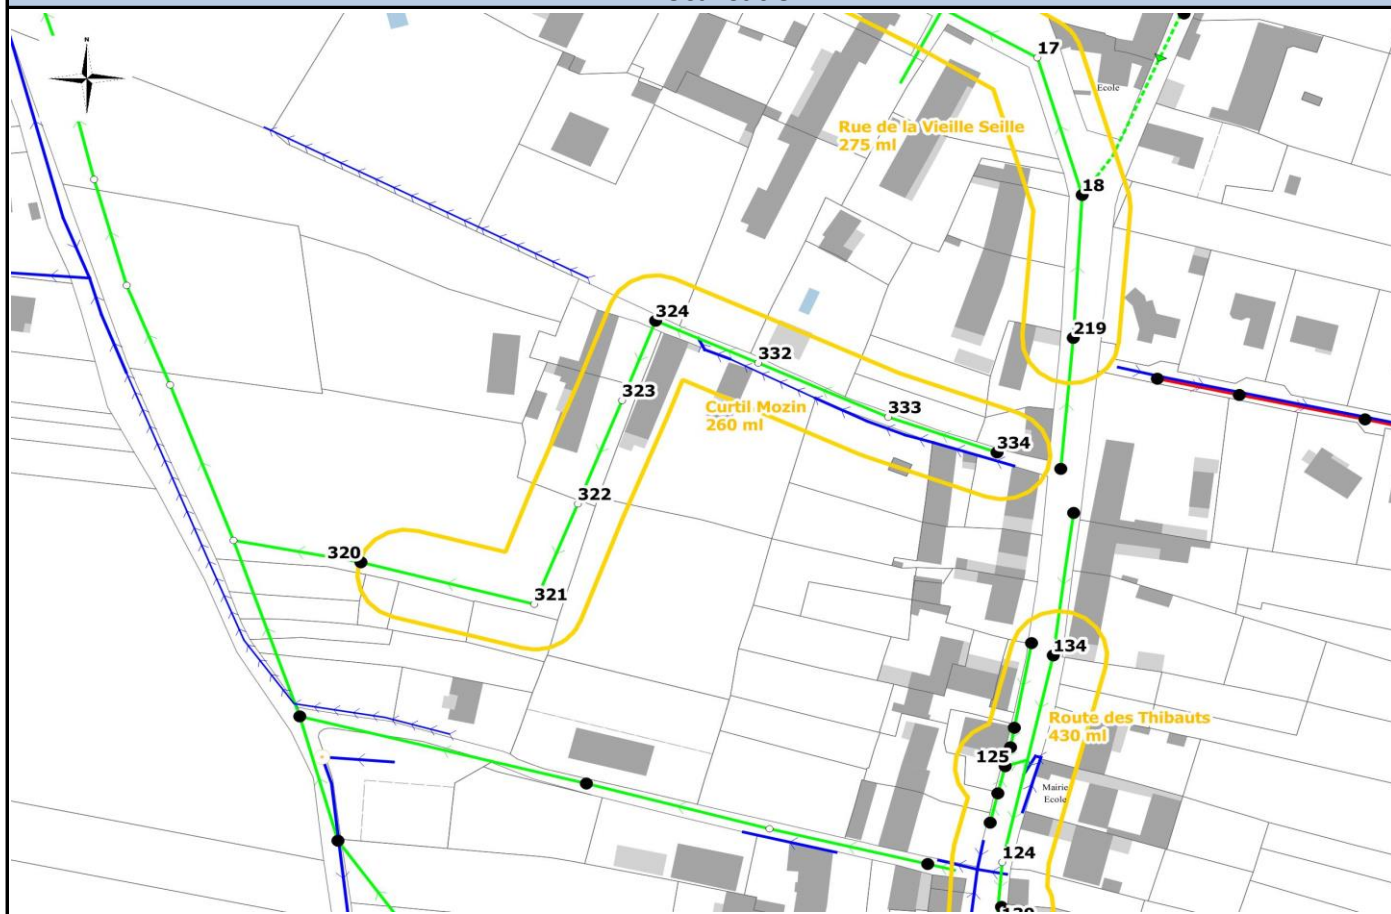 N
17
Ecole
Rue de la Vieille Seille
275 ml
18
324
219
332
323
Curtil Mozin
260 ml
333
334
322
320
321
134
Route des Thibauts
430 ml
125
Mairie
Ecole
124